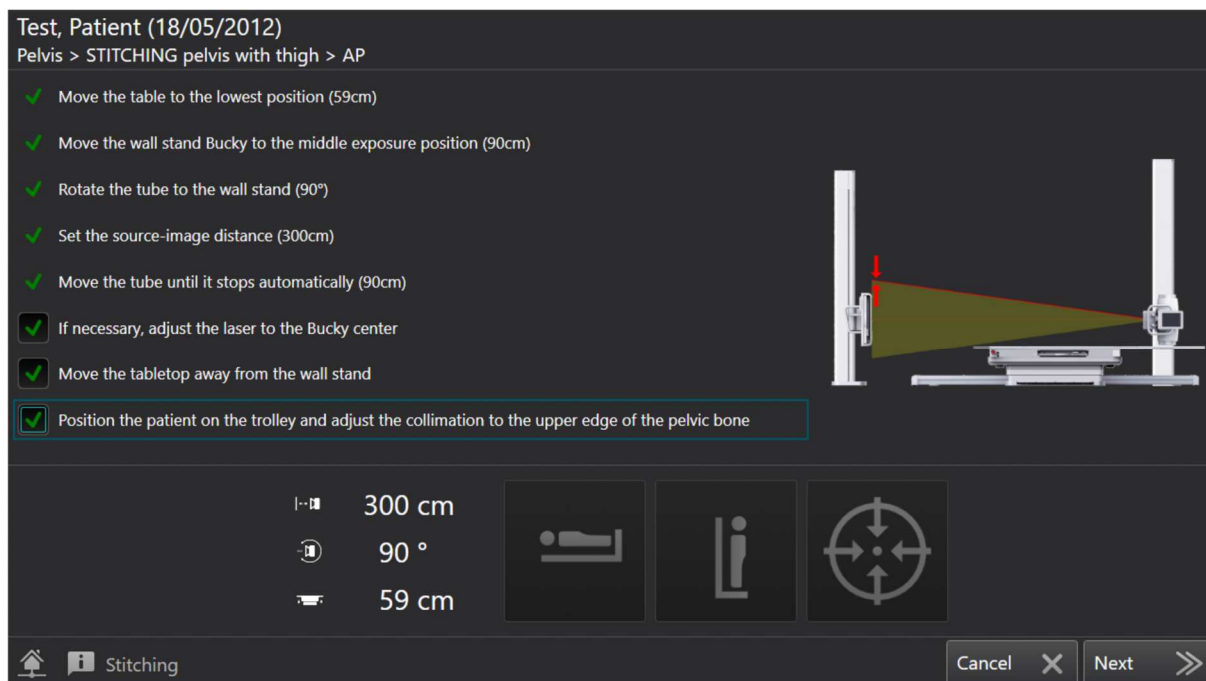 Test, Patient (18/05/2012)
Pelvis > STITCHING pelvis with thigh > AP
Move the table to the lowest position (59cm)
Move the wall stand Bucky to the middle exposure position (90cm)
Rotate the tube to the wall stand (90°)
Set the source-image distance (300cm)
Move the tube until it stops automatically (90cm)
If necessary, adjust the laser to the Bucky center
Move the tabletop away from the wall stand
Position the patient on the trolley and adjust the collimation to the upper edge of the pelvic bone
300 cm
90 °
59 cm
Stitching
Cancel
Next